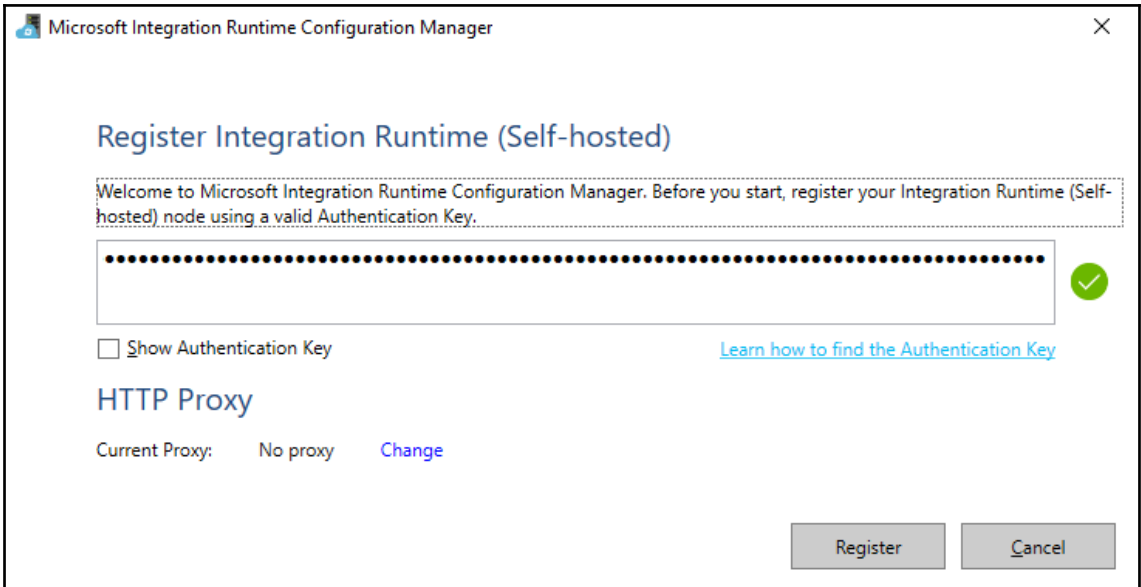 Microsoft Integration Runtime Configuration Manager
Register Integration Runtime (Self-hosted)
Welcome to Microsoft Integration Runtime Configuration Manager. Before you start, register your Integration Runtime (Self-
hosted) node using a valid Authentication Key.
Show Authentication Key
Learn how to find the Authentication Key
HTTP Proxy
Current Proxy: No proxy Change
Register Cancel